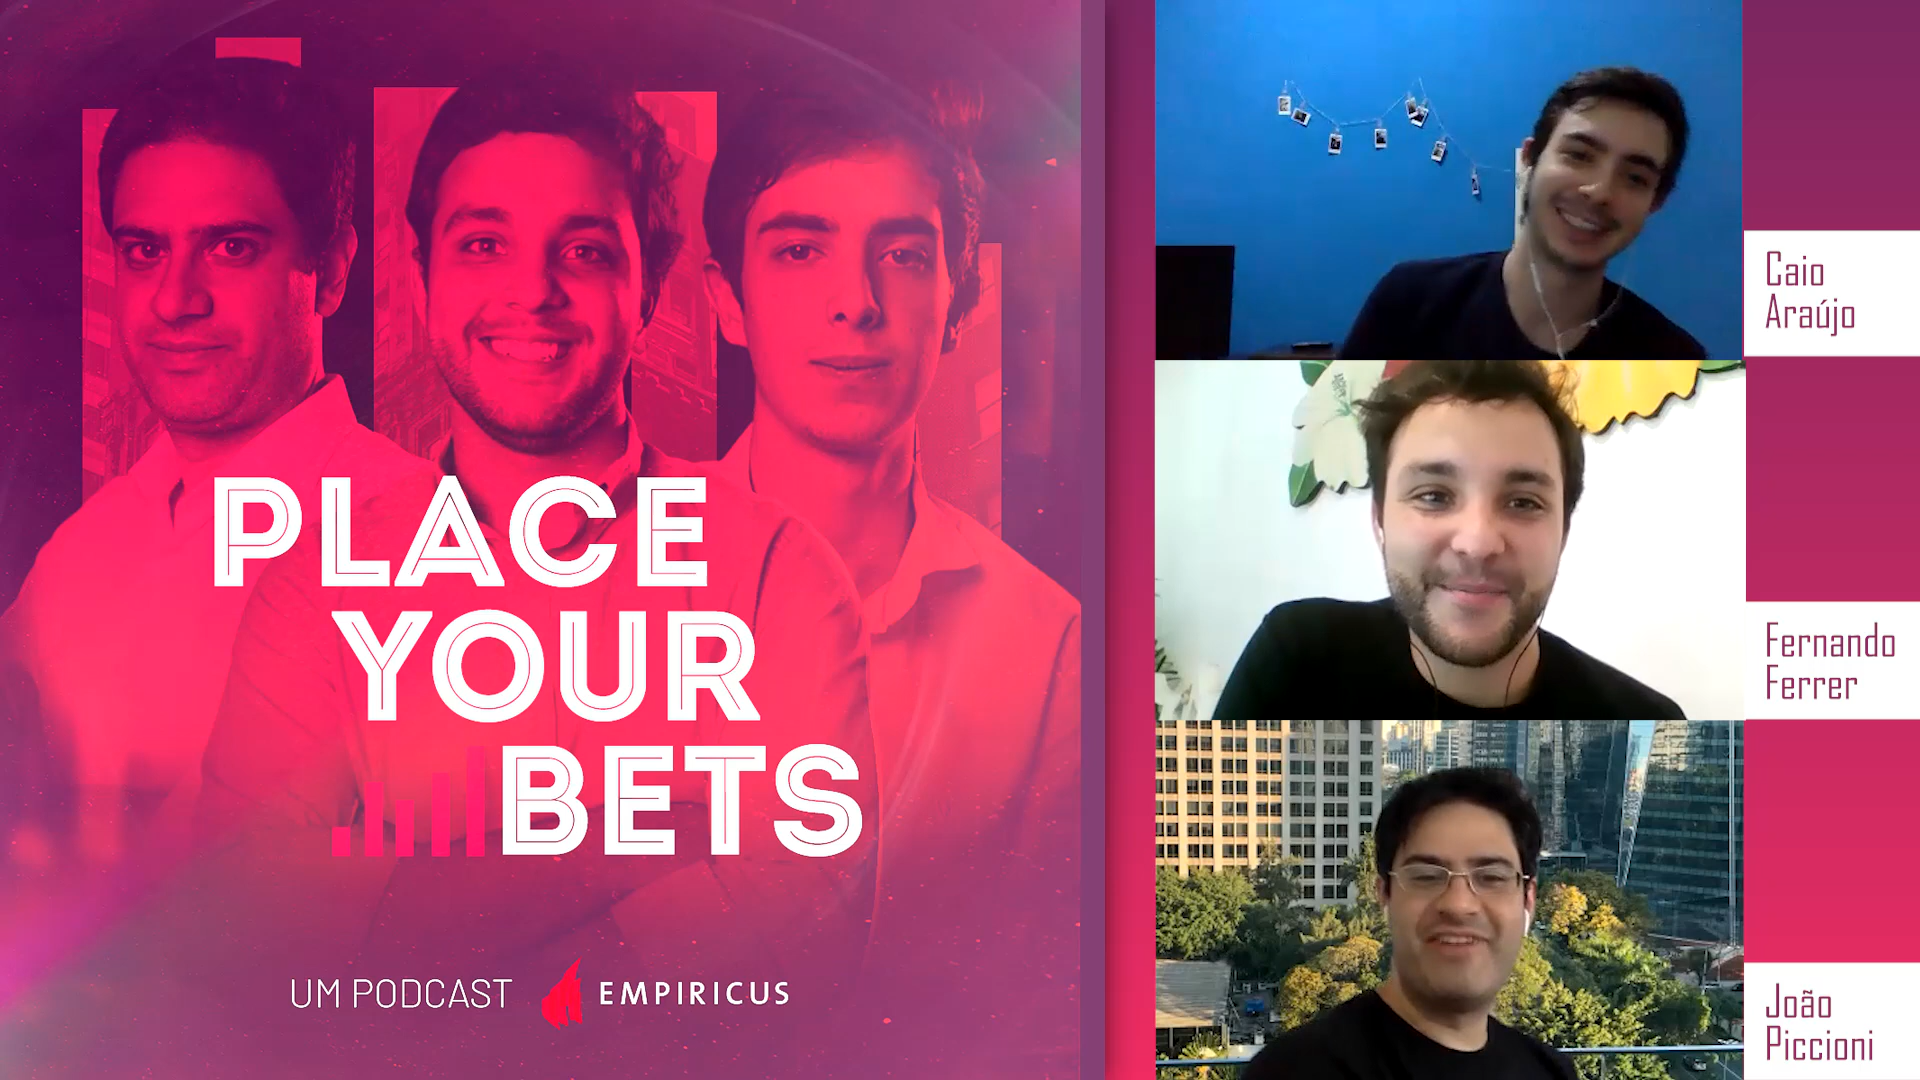 PLACE
YOUR
BETS
UM PODCAST EMPIRICUS
Caio
Araújo
Fernando
Ferrer
João
Piccioni